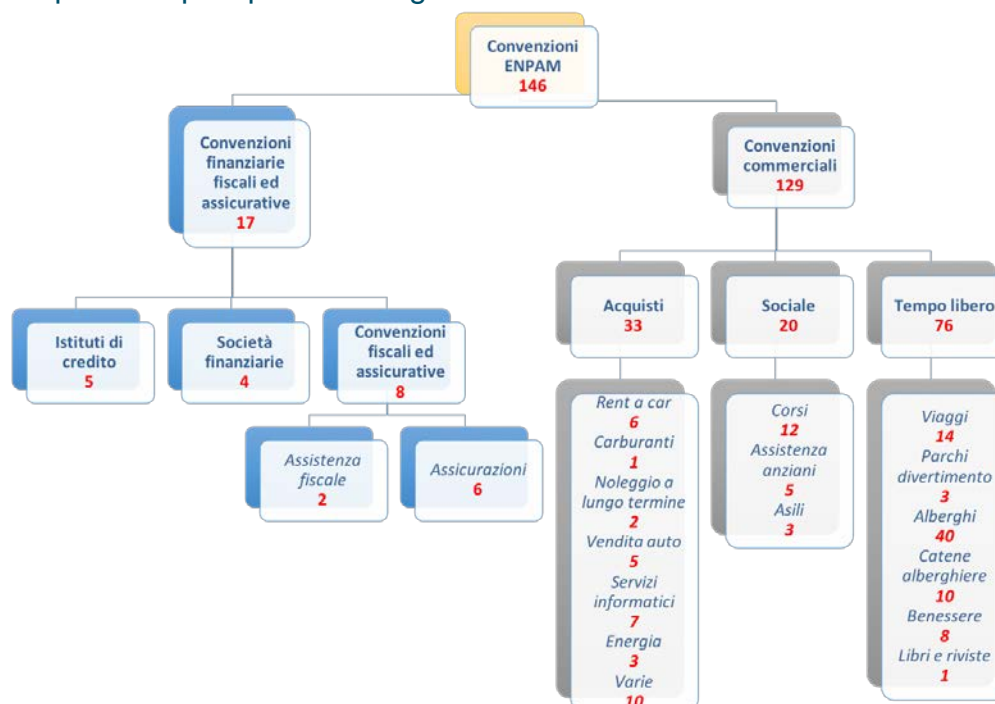 Convenzioni
ENPAM
146
Convenzioni
finanziarie
fiscali ed
assicurative
17
Convenzioni
commerciali
129
Istituti di
credito
5
Società
finanziarie
4
Convenzioni
fiscali ed
assicurative
8
Assistenza
fiscale
2
Assicurazioni
6
Acquisti
33
Sociale
20
Tempo libero
76
Rent a car
6
Carburanti
1
Noleggio a
lungo termine
2
Vendita auto
5
Servizi
informatici
7
Energia
3
Varie
10
Corsi
12
Assistenza
anziani
5
Asili
3
Viaggi
14
Parchi
divertimento
3
Alberghi
40
Catene
alberghiere
10
Benessere
8
Libri e riviste
1